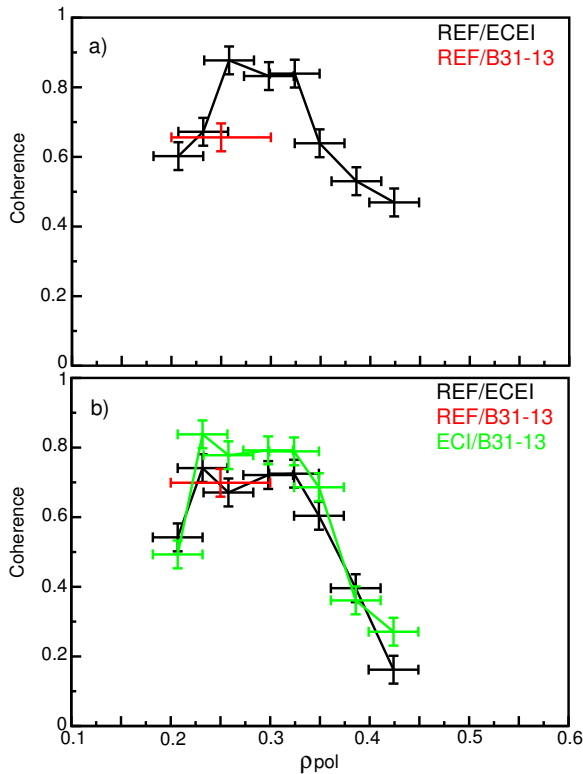 a)
REF/ECEI
REF/B31-13
1
0.8
0.6
0.4
0.2
0
Coherence
b)
REF/ECEI
REF/B31-13
ECI/B31-13
1
0.8
0.6
0.4
0.2
0
Coherence
0.1 0.2 0.3 0.4 0.5 0.6
ρpol